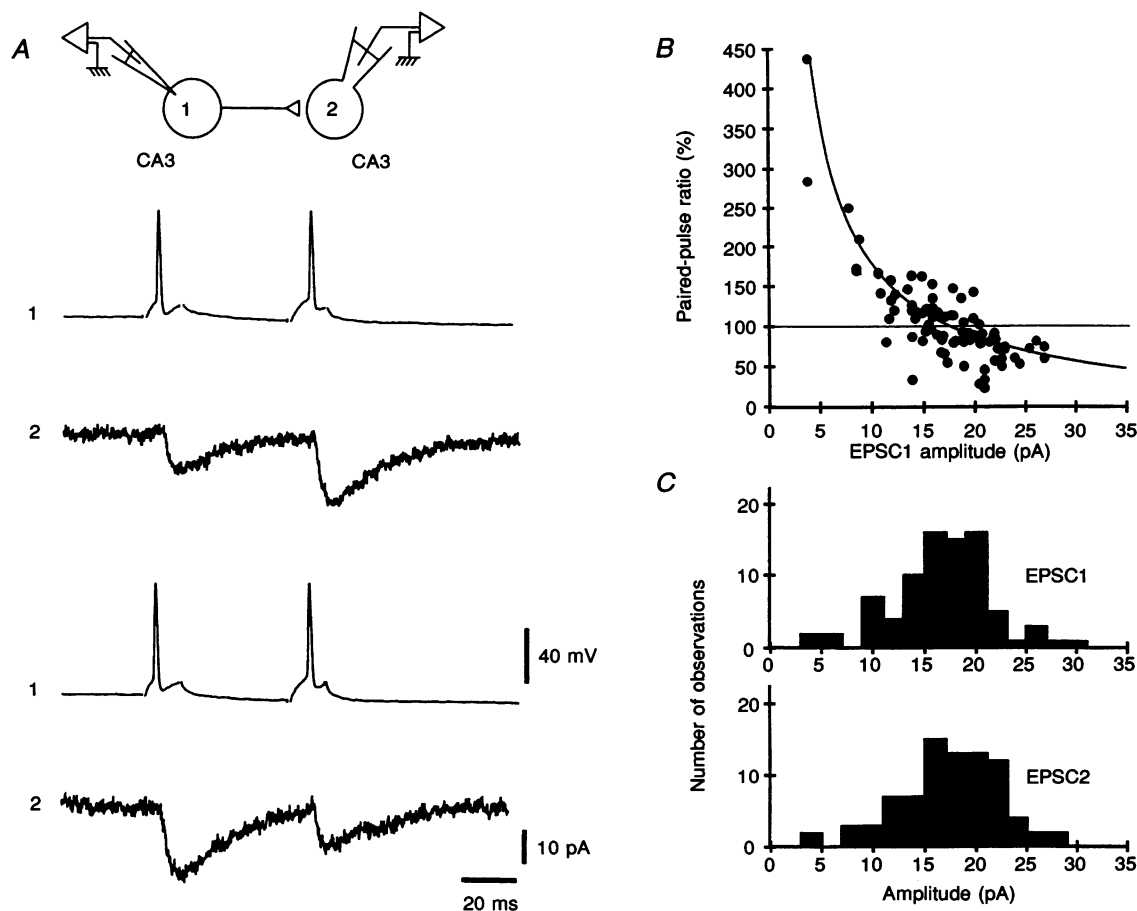 A
1
2
CA3
CA3
1
2
1
40 mV
2
10 pA
20 ms
B
Paired-pulse ratio (%)
450
400
350
300
250
200
150
100
50
0
0 5 10 15 20 25 30 35
EPSC1 amplitude (pA)
C
Number of observations
20
10
0
EPSC1
0 5 10 15 20 25 30 35
20
10
0
EPSC2
0 5 10 15 20 25 30 35
Amplitude (pA)